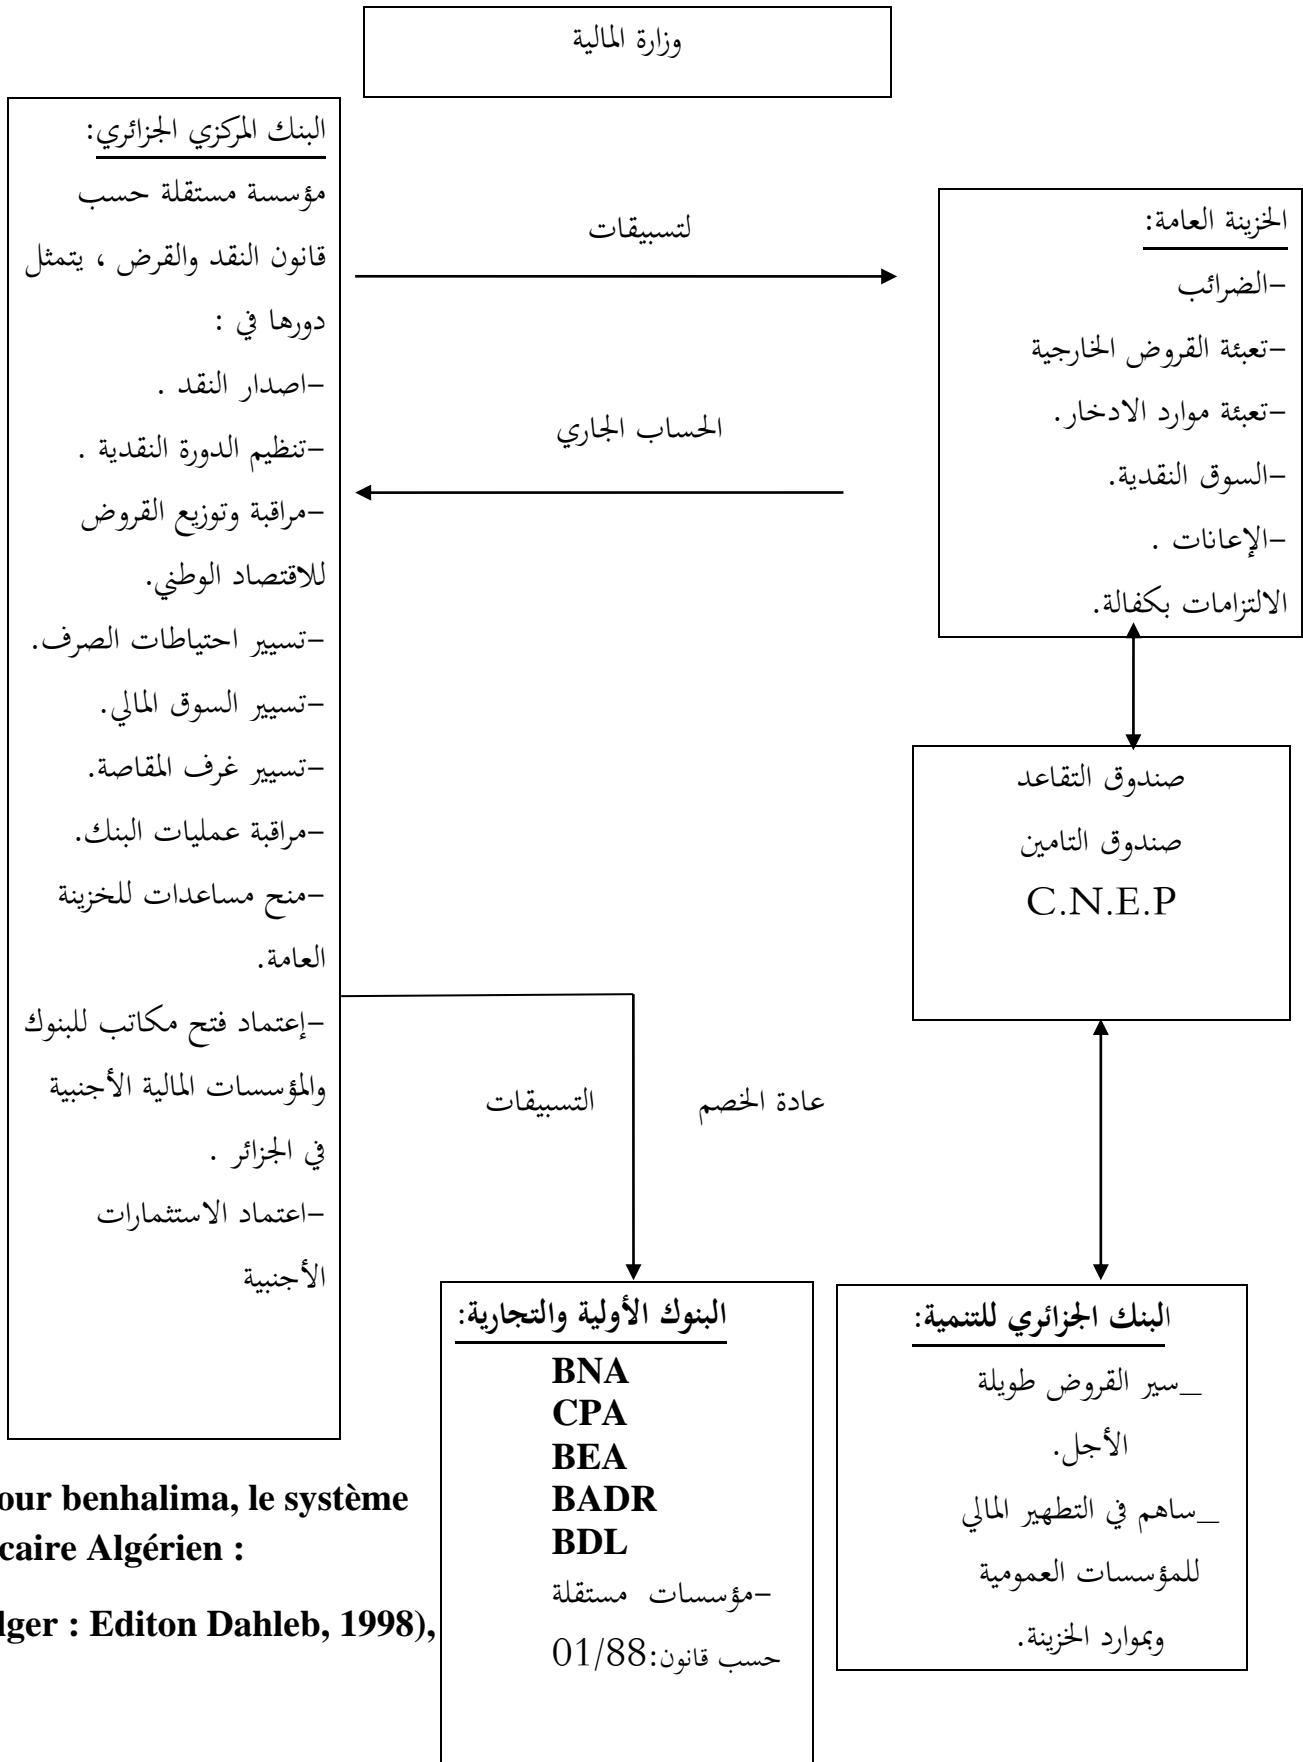 وزارة المالية
البنك المركزي الجزائري:
مؤسسة مستقلة حسب
قانون النقد والقرض ، يتمثل
دورها في :
-اصدار النقد .
-تنظيم الدورة النقدية .
-مراقبة وتوزيع القروض
للاقتصاد الوطني.
-تسيير احتياطات الصرف.
-تسيير السوق المالي.
-تسيير غرف المقاصة.
-مراقبة عمليات البنك.
-منح مساعدات للخزينة
العامة.
-إعتماد فتح مكاتب للبنوك
والمؤسسات المالية الأجنبية
في الجزائر .
-اعتماد الاستثمارات
الأجنبية
لتسبيقات
الحساب الجاري
الخزينة العامة:
-الضرائب
-تعبئة القروض الخارجية
-تعبئة موارد الادخار.
-السوق النقدية.
-الإعانات .
الالتزامات بكفالة.
صندوق التقاعد
صندوق التامين
C.N.E.P
عادة الخصم
التسبيقات
البنك الجزائري للتنمية:
_سير القروض طويلة
الأجل.
_ساهم في التطهير المالي
للمؤسسات العمومية
وبموارد الخزينة.
البنوك الأولية والتجارية:
BNA
CPA
BEA
BADR
BDL
-مؤسسات مستقلة
حسب قانون:01/88
our benhalima, le système
caire Algérien :
lger : Editon Dahleb, 1998),